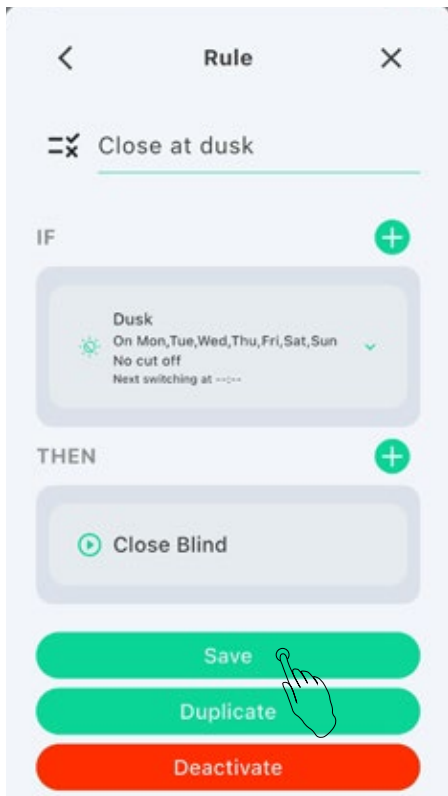 Rule
Close at dusk
IF
Dusk
On Mon,Tue,Wed,Thu,Fri,Sat,Sun
No cut off
Next switching at --:--
THEN
Close Blind
Save
Duplicate
Deactivate